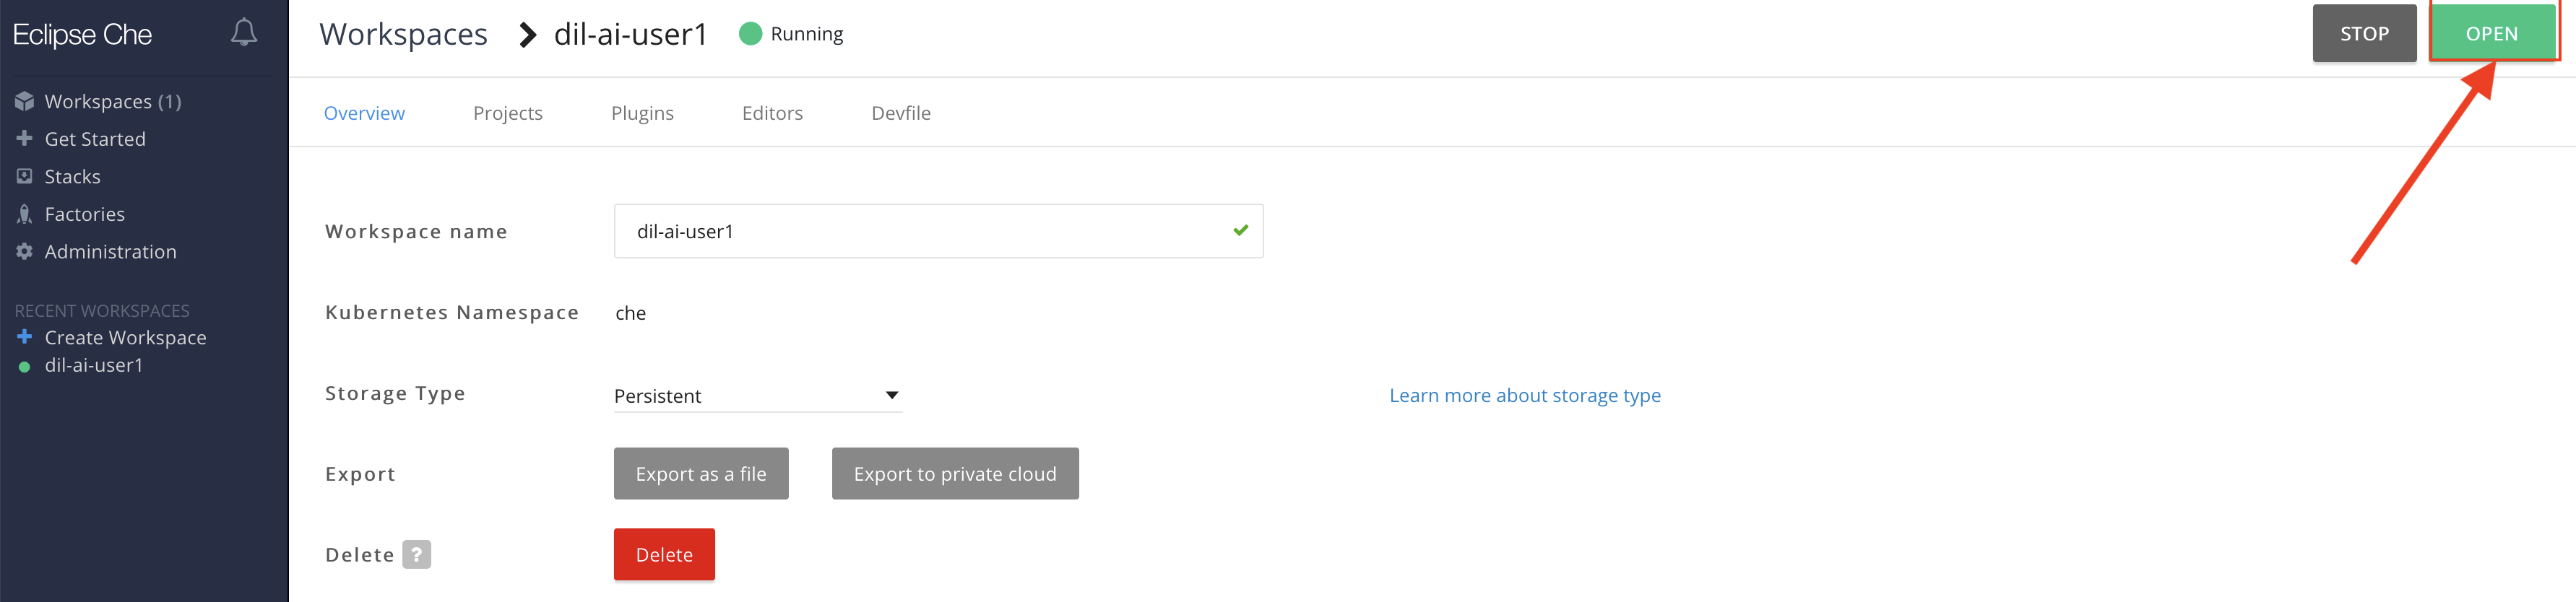 Eclipse Che
Workspaces (1)
Get Started
Stacks
Factories
Administration
RECENT WORKSPACES
Create Workspace
dil-ai-user1
Workspaces > dil-ai-user1 Running
STOP OPEN
Overview Projects Plugins Editors Devfile
Workspace name dil-ai-user1
Kubernetes Namespace che
Storage Type Persistent Learn more about storage type
Export Export as a file Export to private cloud
Delete ? Delete